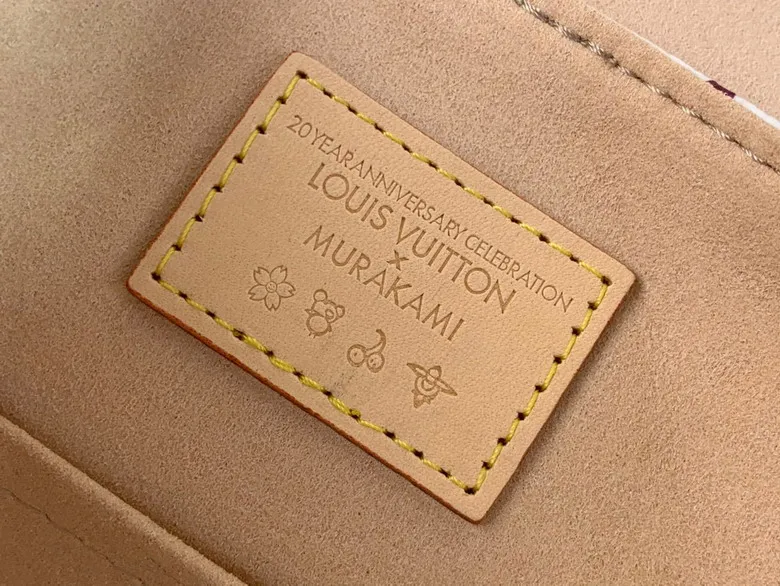 20 YEAR ANNIVERSARY CELEBRATION
LOUIS VUITTON
×
MURAKAMI